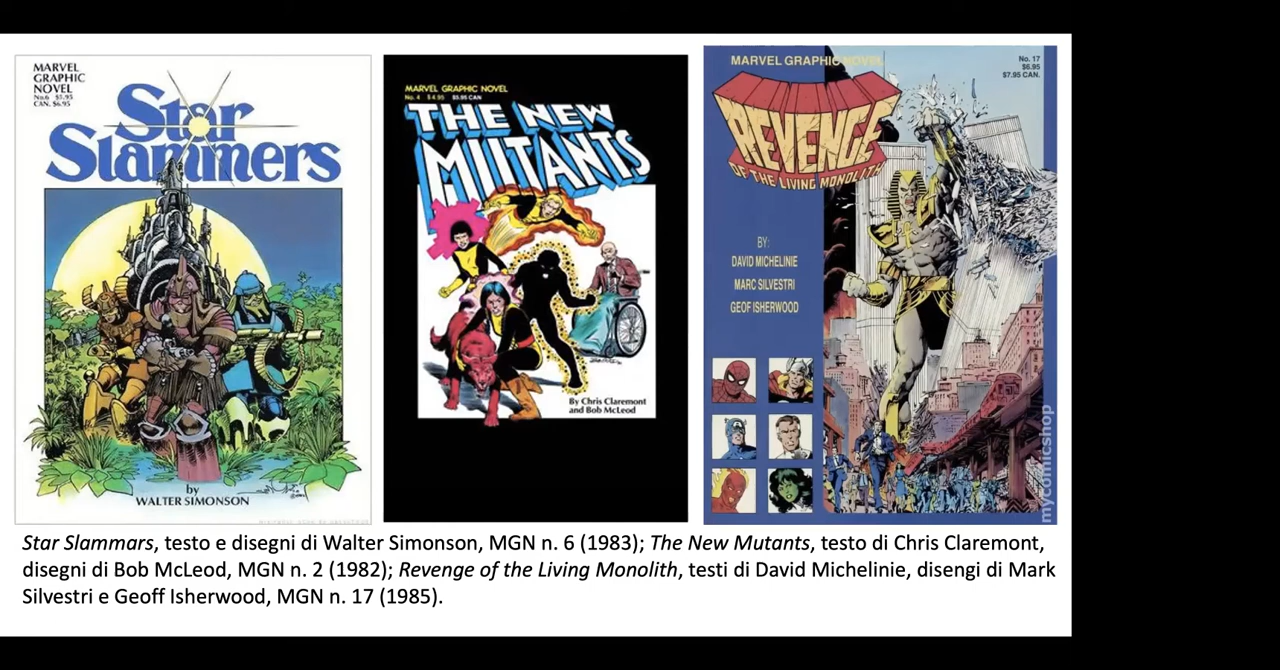 MARVEL
GRAPHIC
NOVEL
No.6 $5.95
CAN. $6.95
Star
Slammers
by
WALTER SIMONSON
MARVEL GRAPHIC NOVEL
No. 4 $4.95 $5.95 CAN
THE NEW
MUTANTS
By Chris Claremont
and Bob McLeod
MARVEL GRAPHIC NOVEL
No. 17
$6.95
$7.95 CAN.
REVENGE
OF THE LIVING MONOLITH
BY:
DAVID MICHELINIE
MARC SILVESTRI
GEOF ISHERWOOD
mycomicshop
Star Slammars, testo e disegni di Walter Simonson, MGN n. 6 (1983); The New Mutants, testo di Chris Claremont,
disegni di Bob McLeod, MGN n. 2 (1982); Revenge of the Living Monolith, testi di David Michelinie, disengi di Mark
Silvestri e Geoff Isherwood, MGN n. 17 (1985).